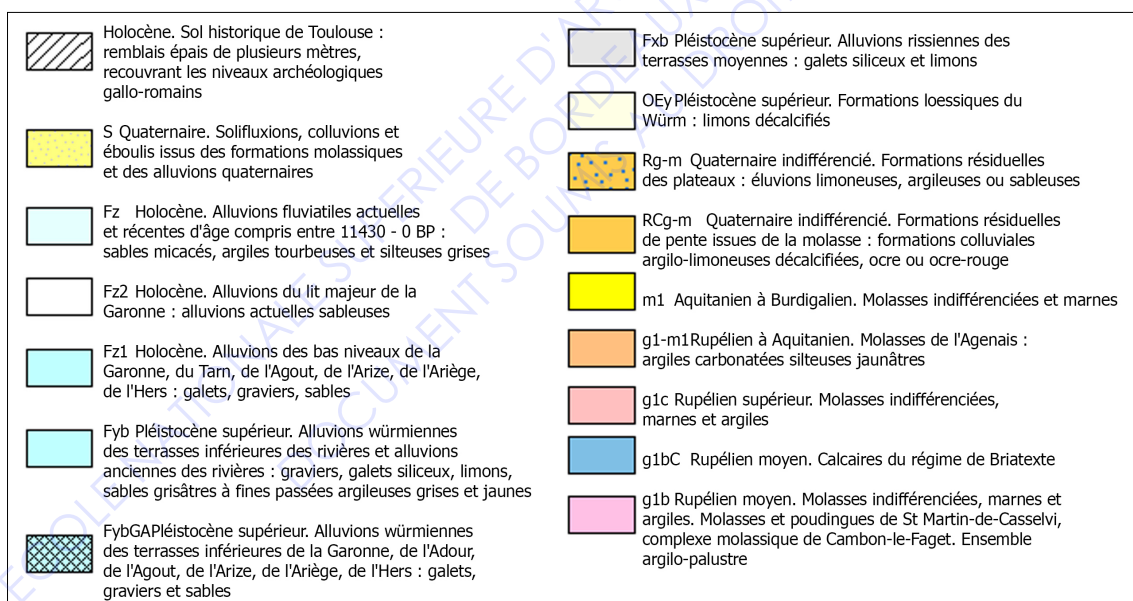 Holocène. Sol historique de Toulouse :
remblais épais de plusieurs mètres,
recouvrant les niveaux archéologiques
gallo-romains
S Quaternaire. Solifluxions, colluvions et
éboulis issus des formations molassiques
et des alluvions quaternaires
Fz Holocène. Alluvions fluviatiles actuelles
et récentes d'âge compris entre 11430 - 0 BP :
sables micacés, argiles tourbeuses et silteuses grises
Fz2 Holocène. Alluvions du lit majeur de la
Garonne : alluvions actuelles sableuses
Fz1 Holocène. Alluvions des bas niveaux de la
Garonne, du Tarn, de l'Agout, de l'Arize, de l'Ariège,
de l'Hers : galets, graviers, sables
Fyb Pléistocène supérieur. Alluvions würmiennes
des terrasses inférieures des rivières et alluvions
anciennes des rivières : graviers, galets siliceux, limons,
sables grisâtres à fines passées argileuses grises et jaunes
FybGAPléistocène supérieur. Alluvions würmiennes
des terrasses inférieures de la Garonne, de l'Adour,
de l'Agout, de l'Arize, de l'Ariège, de l'Hers : galets,
graviers et sables
Fxb Pléistocène supérieur. Alluvions rissiennes des
terrasses moyennes : galets siliceux et limons
OEy Pléistocène supérieur. Formations loessiques du
Würm : limons décalcifiés
Rg-m Quaternaire indifférencié. Formations résiduelles
des plateaux : éluvions limoneuses, argileuses ou sableuses
RCg-m Quaternaire indifférencié. Formations résiduelles
de pente issues de la molasse : formations colluviales
argilo-limoneuses décalcifiées, ocre ou ocre-rouge
m1 Aquitanien à Burdigalien. Molasses indifférenciées et marnes
g1-m1Rupélien à Aquitanien. Molasses de l'Agenais :
argiles carbonatées silteuses jaunâtres
g1c Rupélien supérieur. Molasses indifférenciées,
marnes et argiles
g1bC Rupélien moyen. Calcaires du régime de Briatexte
g1b Rupélien moyen. Molasses indifférenciées, marnes et
argiles. Molasses et poudingues de St Martin-de-Casselvi,
complexe molassique de Cambon-le-Faget. Ensemble
argilo-palustre
ECOLE NATIONALE SUPERIEURE D'AR
DE BORDEAUX
DOCUMENT SOUMIS AU DRO